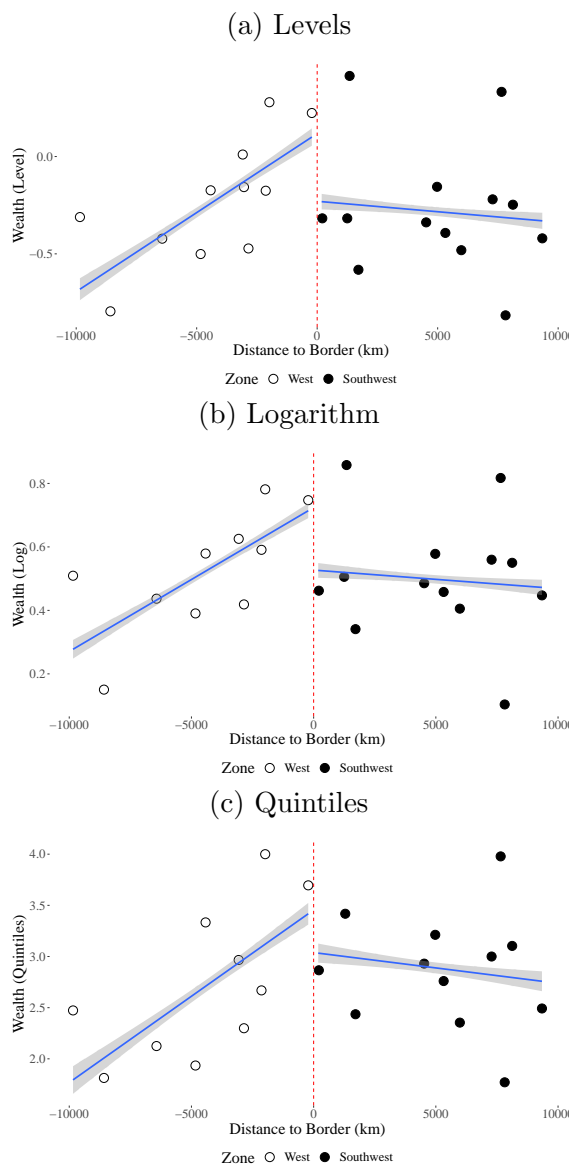 (a) Levels
Wealth (Level)
0.0
−0.5
−10000 −5000 0 5000 10000
Distance to Border (km)
Zone West Southwest
(b) Logarithm
Wealth (Log)
0.8
0.6
0.4
0.2
−10000 −5000 0 5000 10000
Distance to Border (km)
Zone West Southwest
(c) Quintiles
Wealth (Quintiles)
4.0
3.5
3.0
2.5
2.0
−10000 −5000 0 5000 10000
Distance to Border (km)
Zone West Southwest